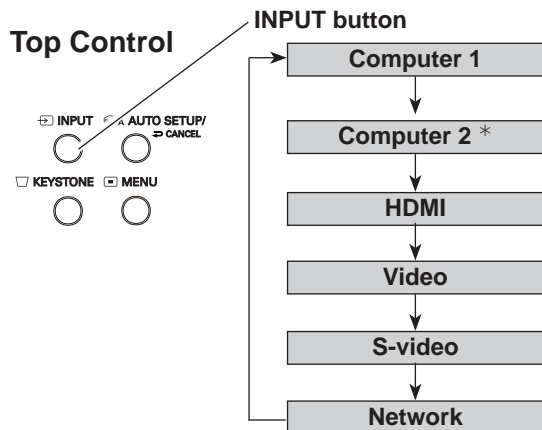 INPUT button
Top Control
INPUT
A AUTO SETUP/
CANCEL
KEYSTONE
MENU
Computer 1
Computer 2 *
HDMI
Video
S-video
Network